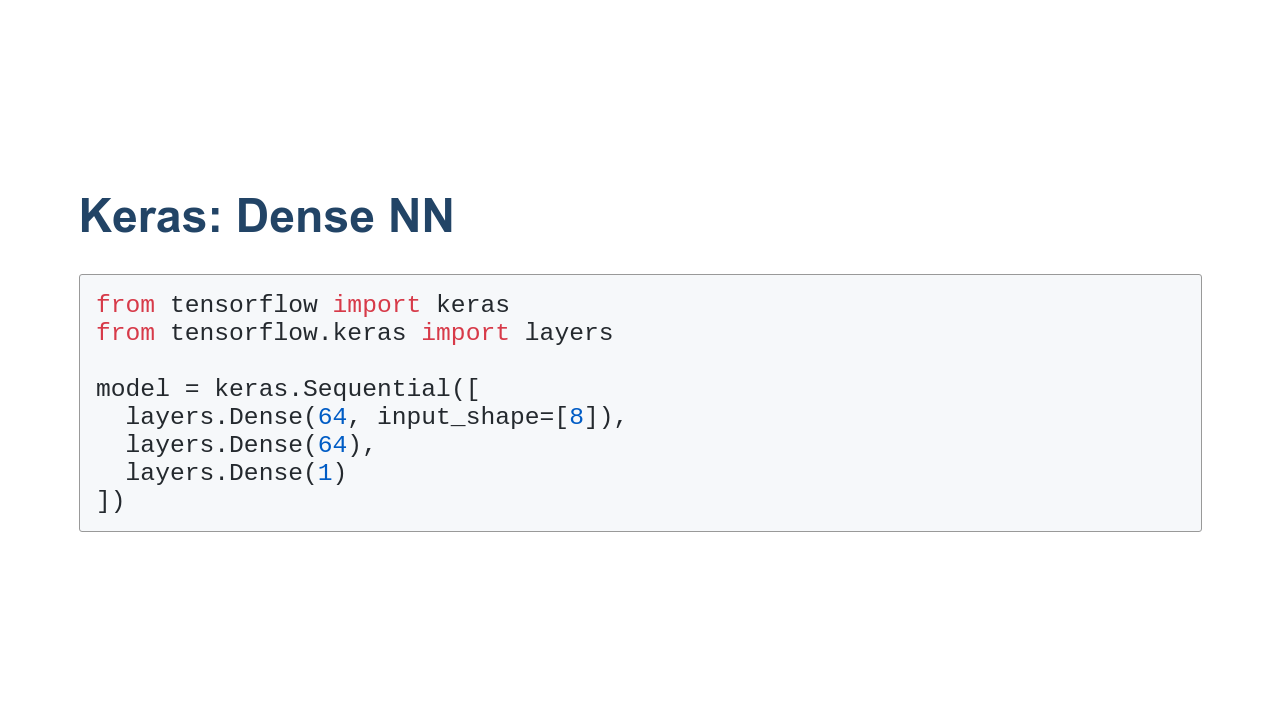 Keras: Dense NN
from tensorflow import keras
from tensorflow.keras import layers

model = keras.Sequential([
  layers.Dense(64, input_shape=[8]),
  layers.Dense(64),
  layers.Dense(1)
])